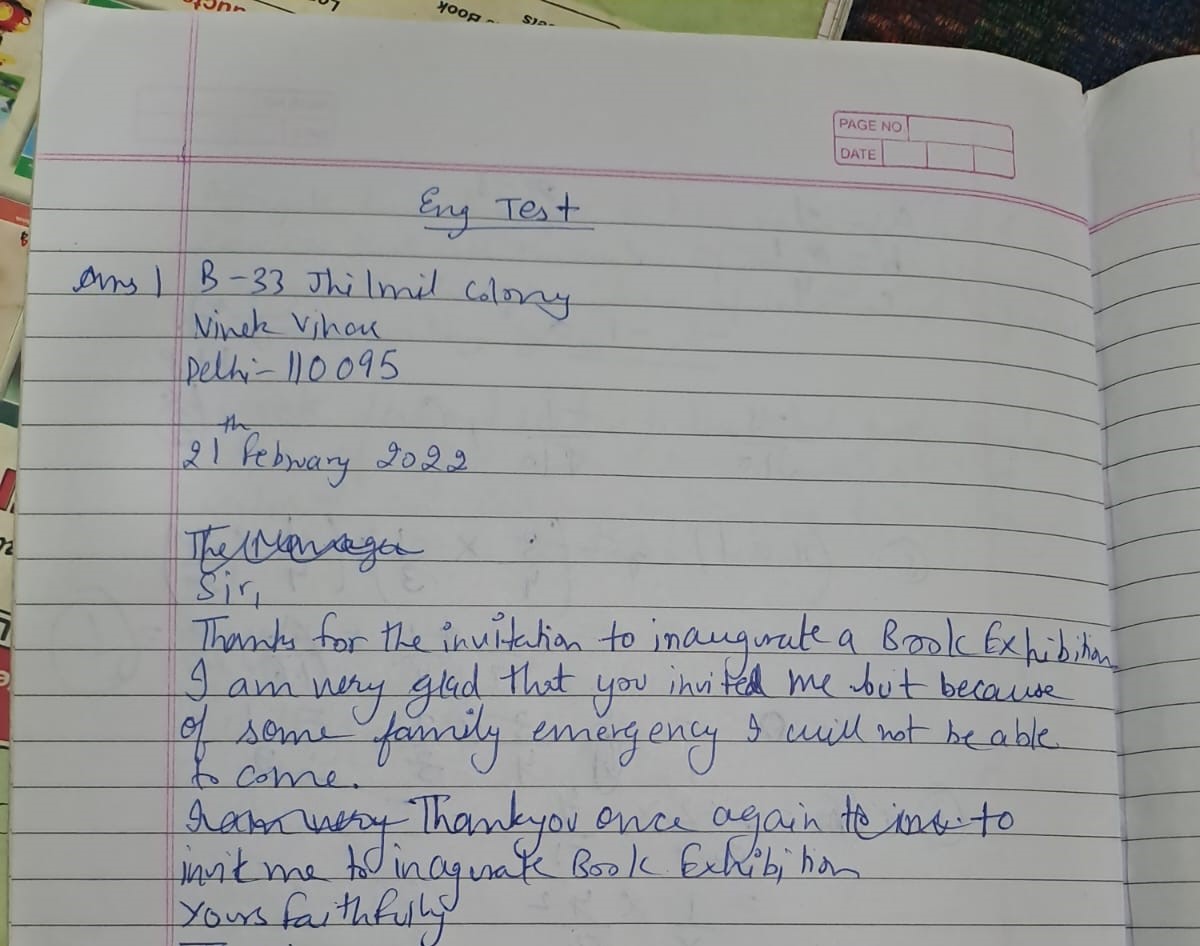 PAGE NO
DATE
Eng Test
Ans 1 B-33 Jhilmil Colony
Vivek Vihar
Delhi- 110095
21th February 2022
The Manager
Sir,
Thanks for the invitation to inaugurate a Book Exhibition
I am very glad that you invited me but because
of some family emergency I will not be able
to come.
I am very Thankyou once again to to
invit me to inagurate Book Exhibition
Yours faithfully